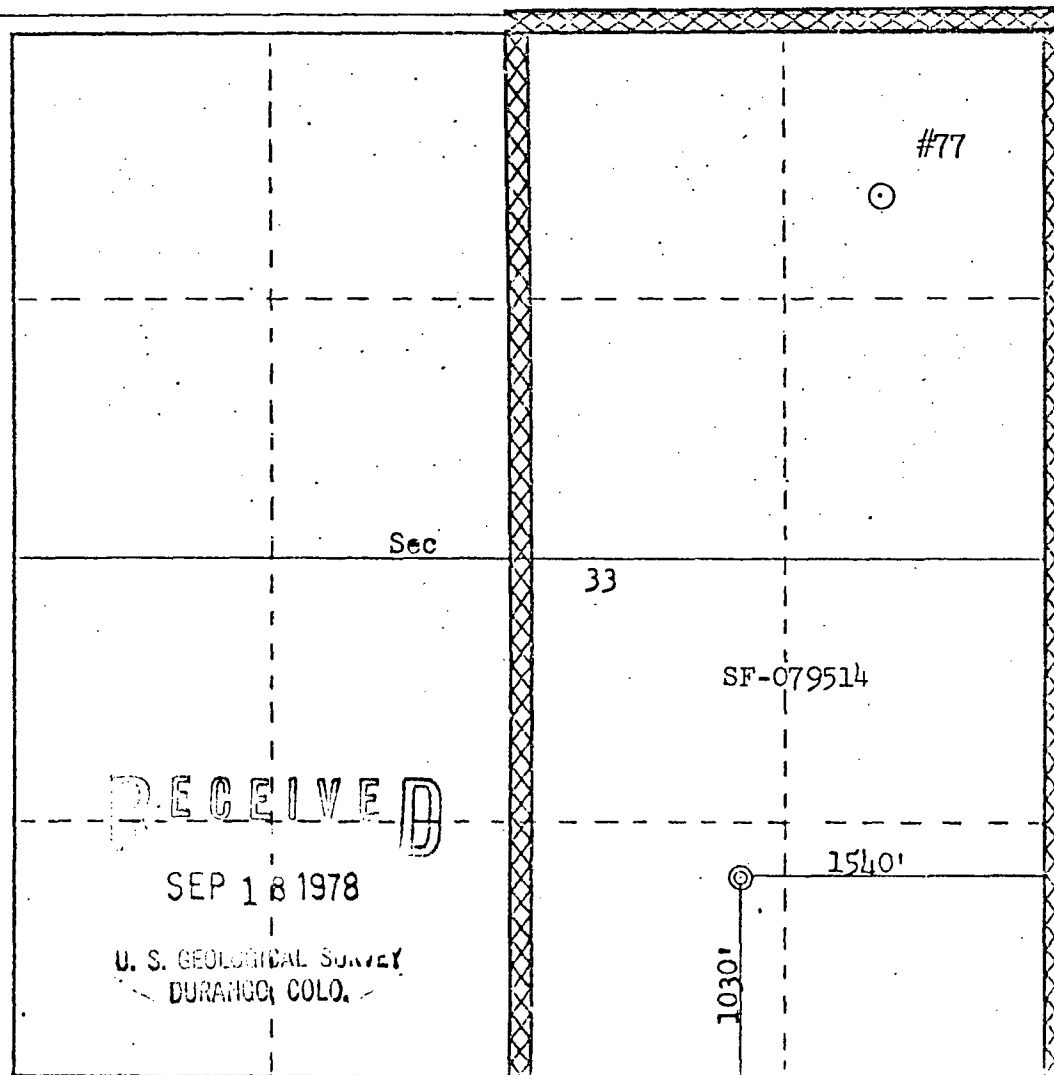 #77
Sec
33
SF-079514
RECEIVED
SEP 18 1978
U. S. GEOLOGICAL SURVEY
DURANGO, COLO.
1540'
1030'